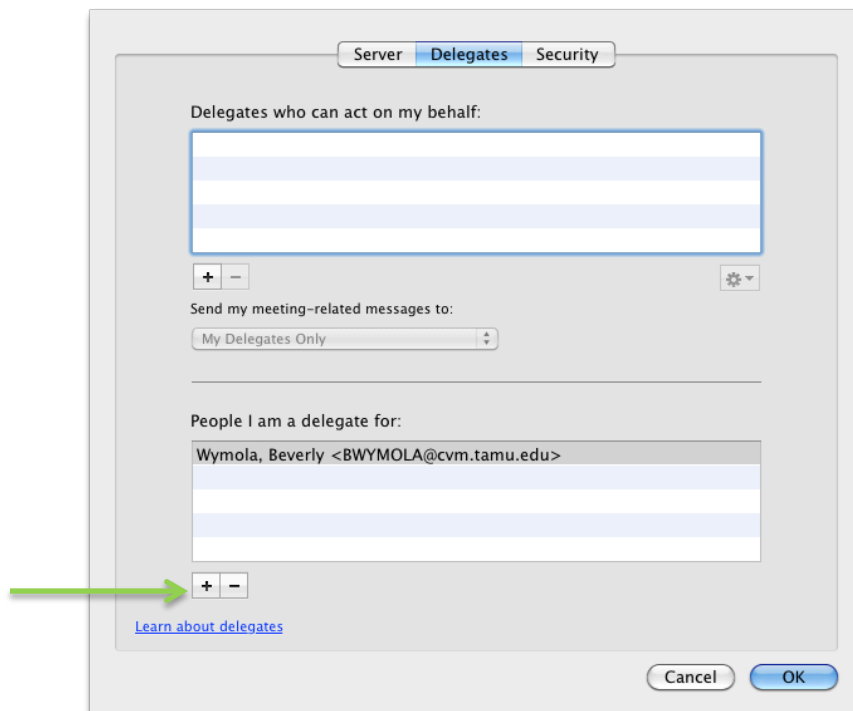 Server Delegates Security
Delegates who can act on my behalf:
+ −
Send my meeting-related messages to:
My Delegates Only
People I am a delegate for:
Wymola, Beverly <BWYMOLA@cvm.tamu.edu>
+ −
Learn about delegates
Cancel OK